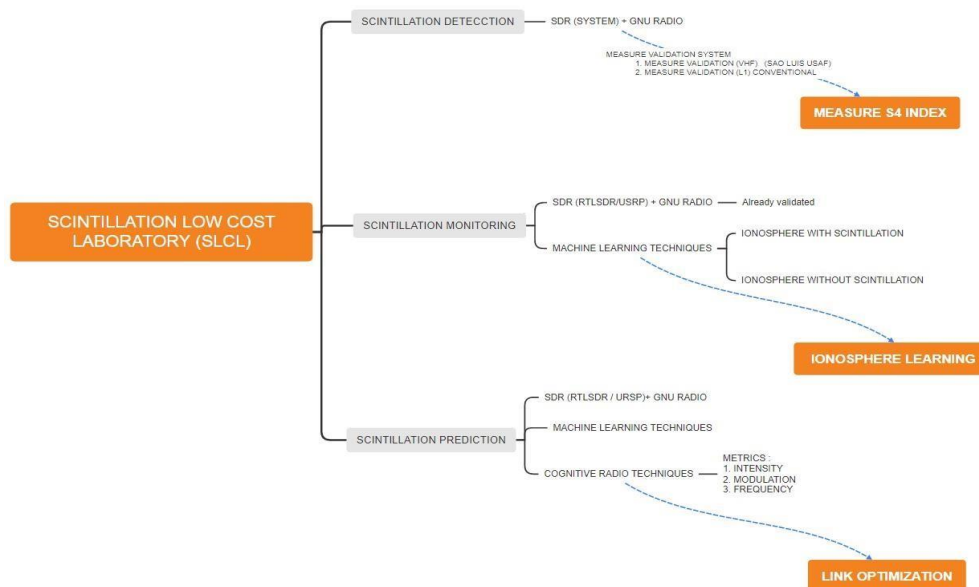 SCINTILLATION DETECCTION
SDR (SYSTEM) + GNU RADIO
MEASURE VALIDATION SYSTEM
1. MEASURE VALIDATION (VHF) (SAO LUIS USAF)
2. MEASURE VALIDATION (L1) CONVENTIONAL
MEASURE S4 INDEX
SCINTILLATION LOW COST
LABORATORY (SLCL)
SCINTILLATION MONITORING
SDR (RTLSDR/USRP) + GNU RADIO
Already validated
MACHINE LEARNING TECHNIQUES
IONOSPHERE WITH SCINTILLATION
IONOSPHERE WITHOUT SCINTILLATION
IONOSPHERE LEARNING
SCINTILLATION PREDICTION
SDR (RTLSDR / URSP)+ GNU RADIO
MACHINE LEARNING TECHNIQUES
COGNITIVE RADIO TECHNIQUES
METRICS :
1. INTENSITY
2. MODULATION
3. FREQUENCY
LINK OPTIMIZATION